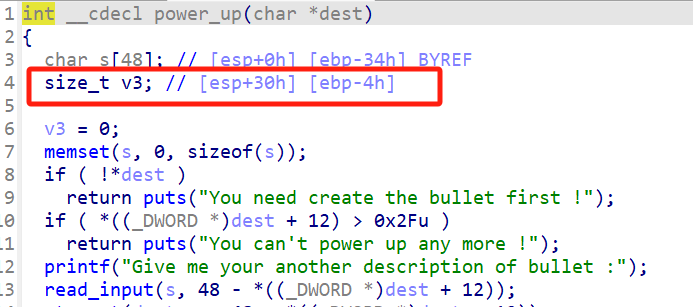 1 int __cdecl power_up(char *dest)
2 {
3 char s[48]; // [esp+0h] [ebp-34h] BYREF
4 size_t v3; // [esp+30h] [ebp-4h]
5
6 v3 = 0;
7 memset(s, 0, sizeof(s));
8 if ( !*dest )
9 return puts("You need create the bullet first !");
10 if ( *((_DWORD *)dest + 12) > 0x2Fu )
11 return puts("You can't power up any more !");
12 printf("Give me your another description of bullet :");
13 read_input(s, 48 - *((_DWORD *)dest + 12));